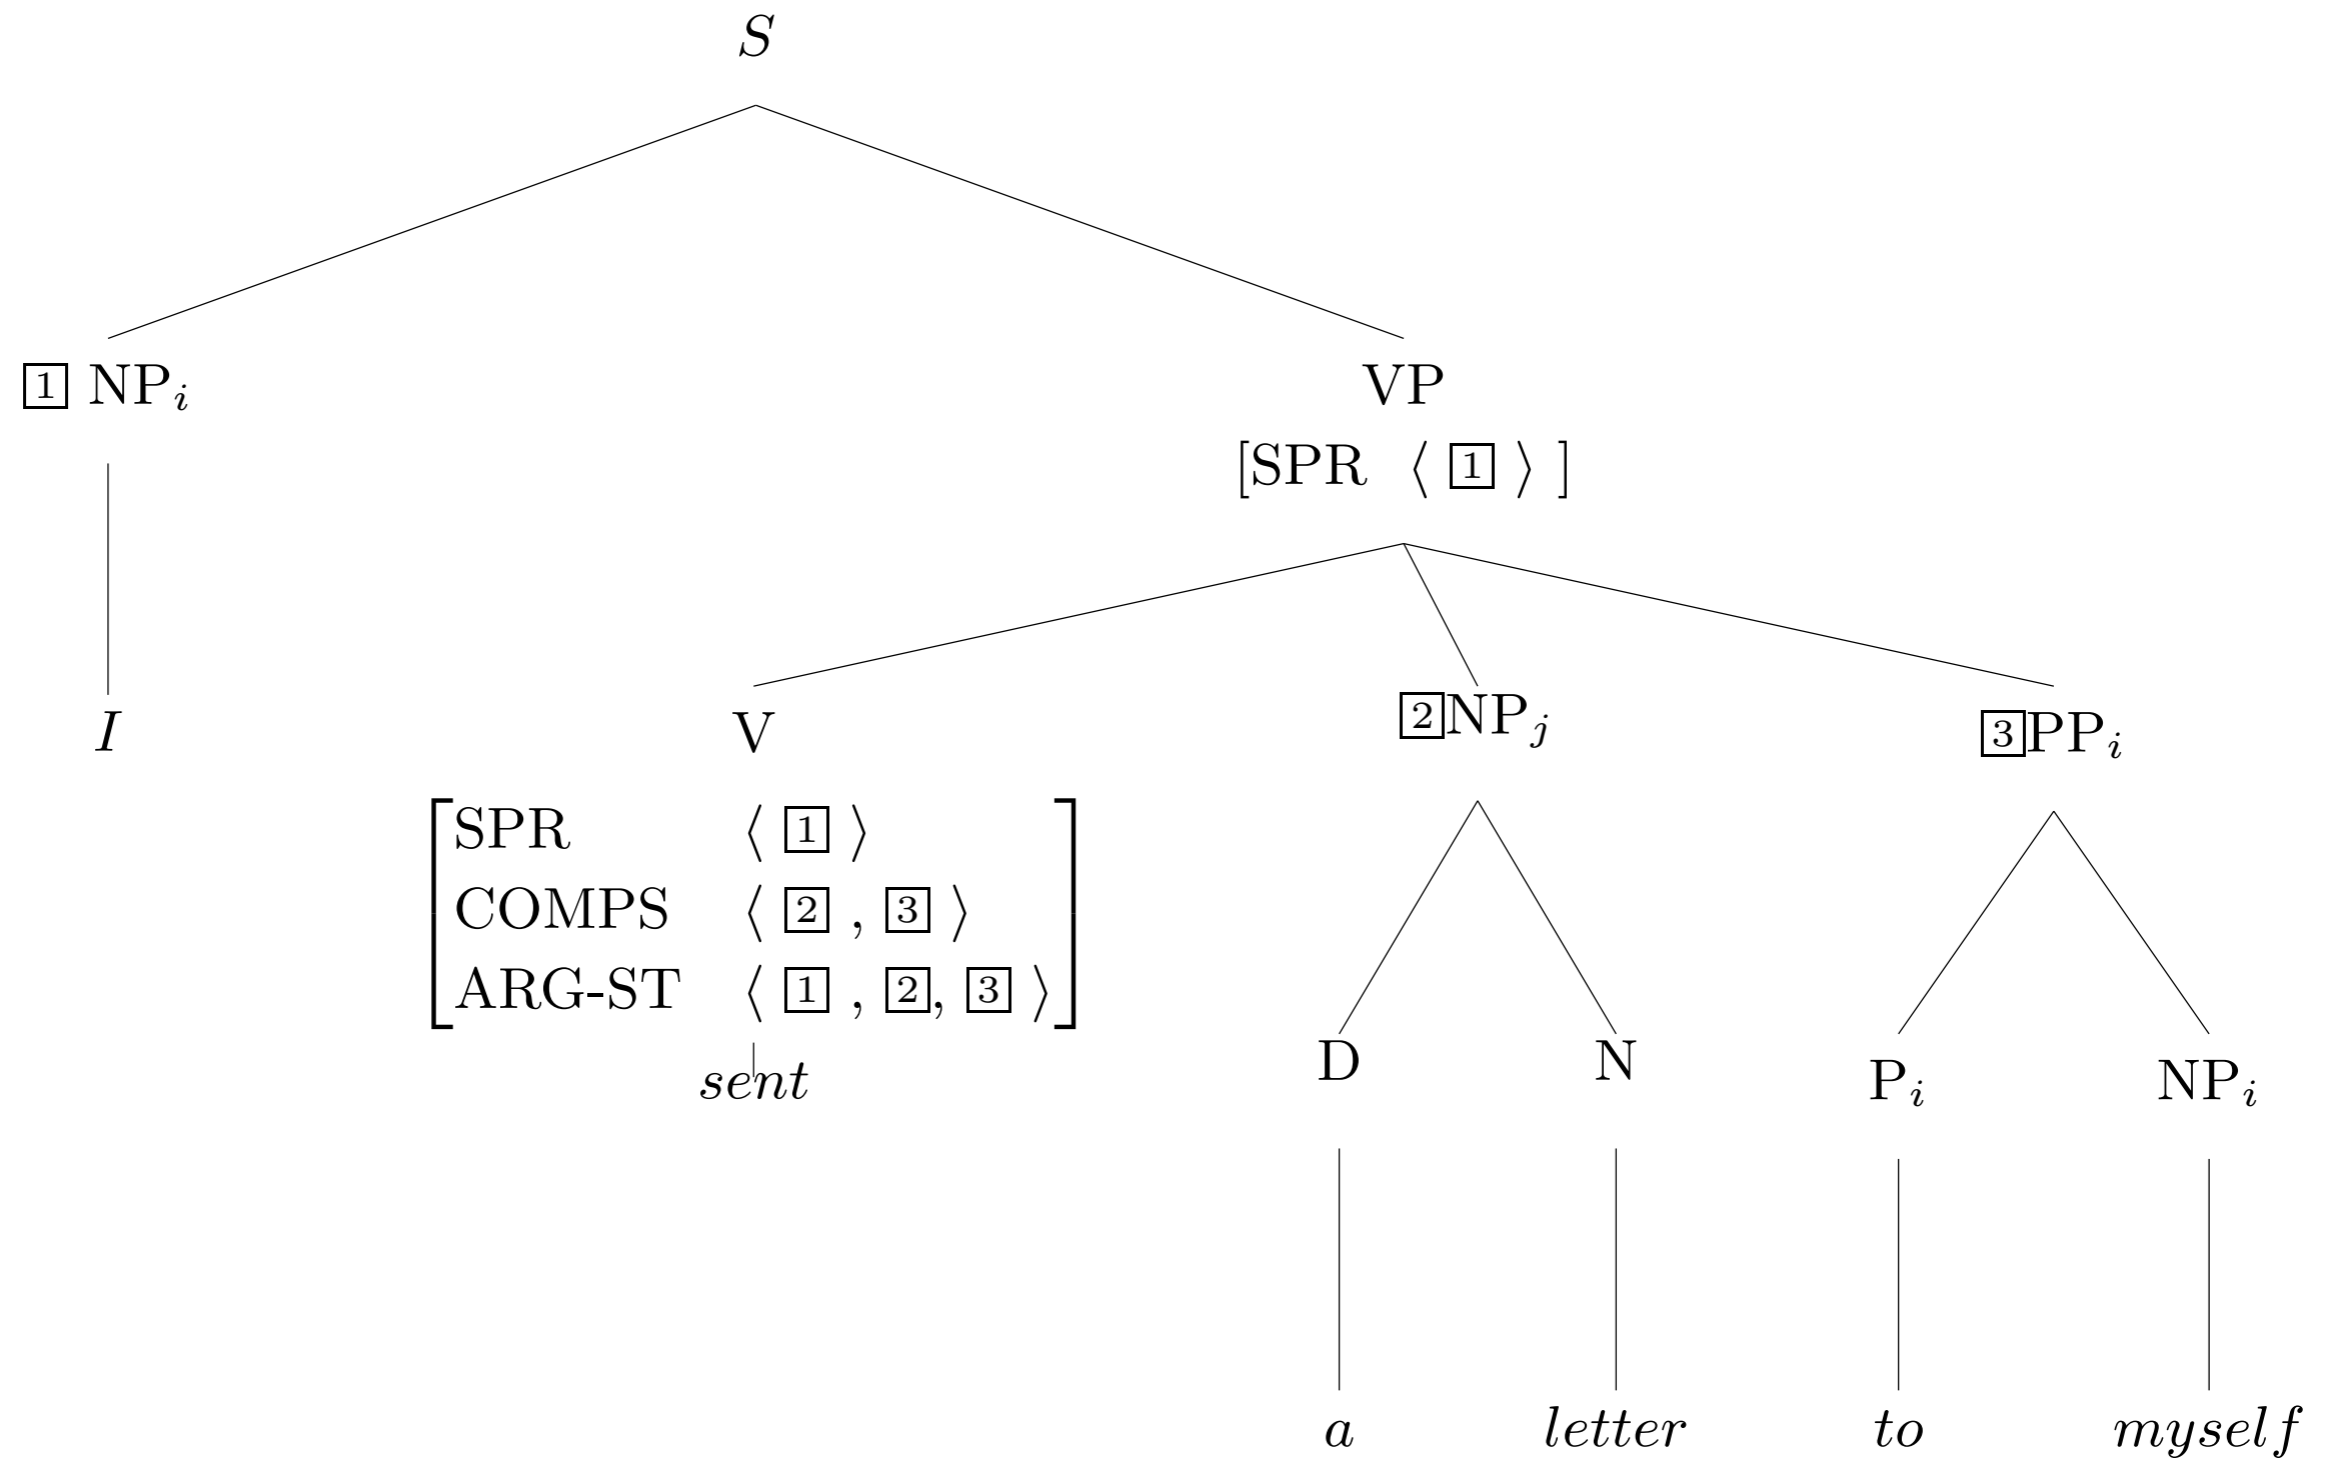 S
1 NPᵢ VP
[SPR ⟨ 1 ⟩ ]
I V 2NPⱼ 3PPᵢ
SPR ⟨ 1 ⟩
COMPS ⟨ 2 , 3 ⟩
ARG-ST ⟨ 1 , 2, 3 ⟩
sent D N Pᵢ NPᵢ
a letter to myself